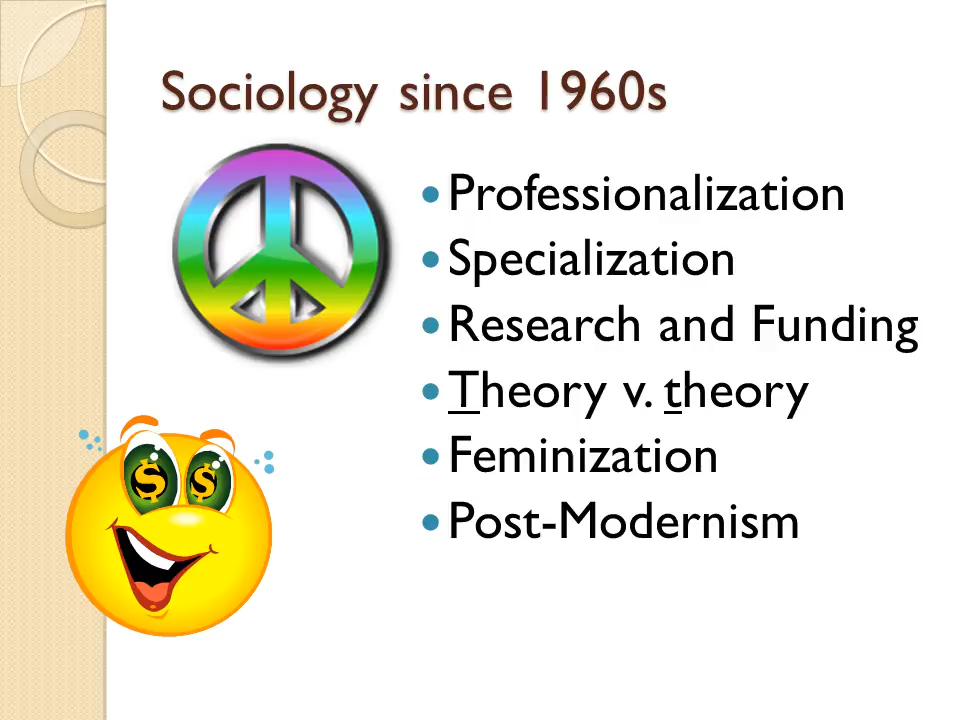 Sociology since 1960s
• Professionalization
• Specialization
• Research and Funding
• Theory v. theory
• Feminization
• Post-Modernism
$ $